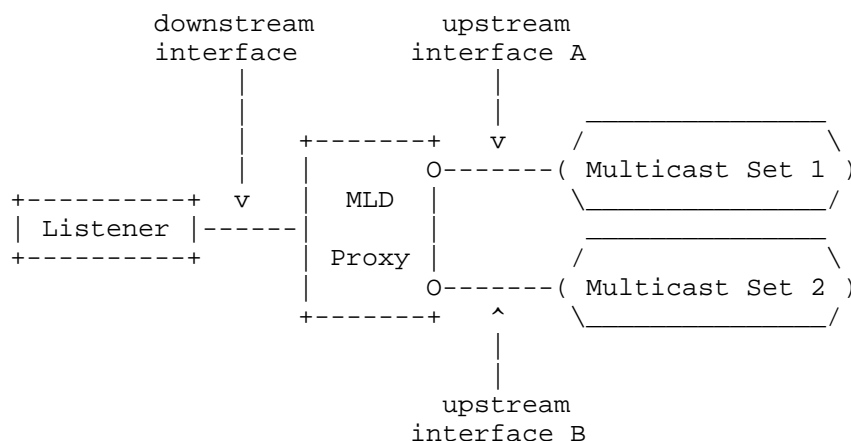 downstream upstream
interface interface A
MLD
Proxy
Listener
Multicast Set 1
Multicast Set 2
upstream
interface B